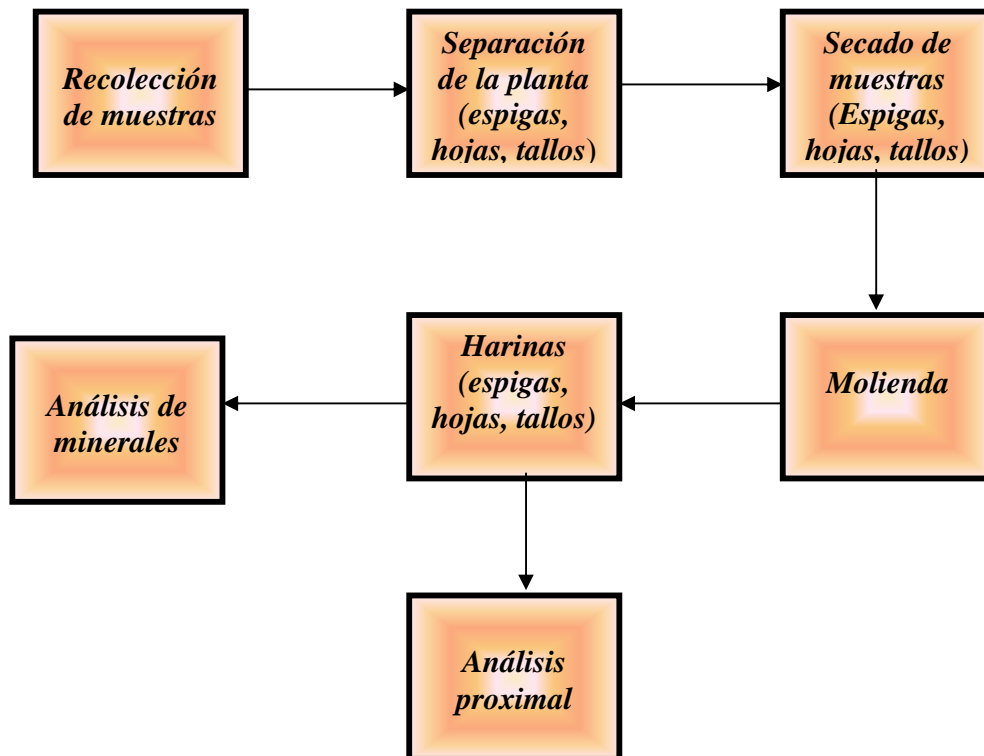 Recolección
de muestras
Separación
de la planta
(espigas,
hojas, tallos)
Secado de
muestras
(Espigas,
hojas, tallos)
Molienda
Harinas
(espigas,
hojas, tallos)
Análisis de
minerales
Análisis
proximal